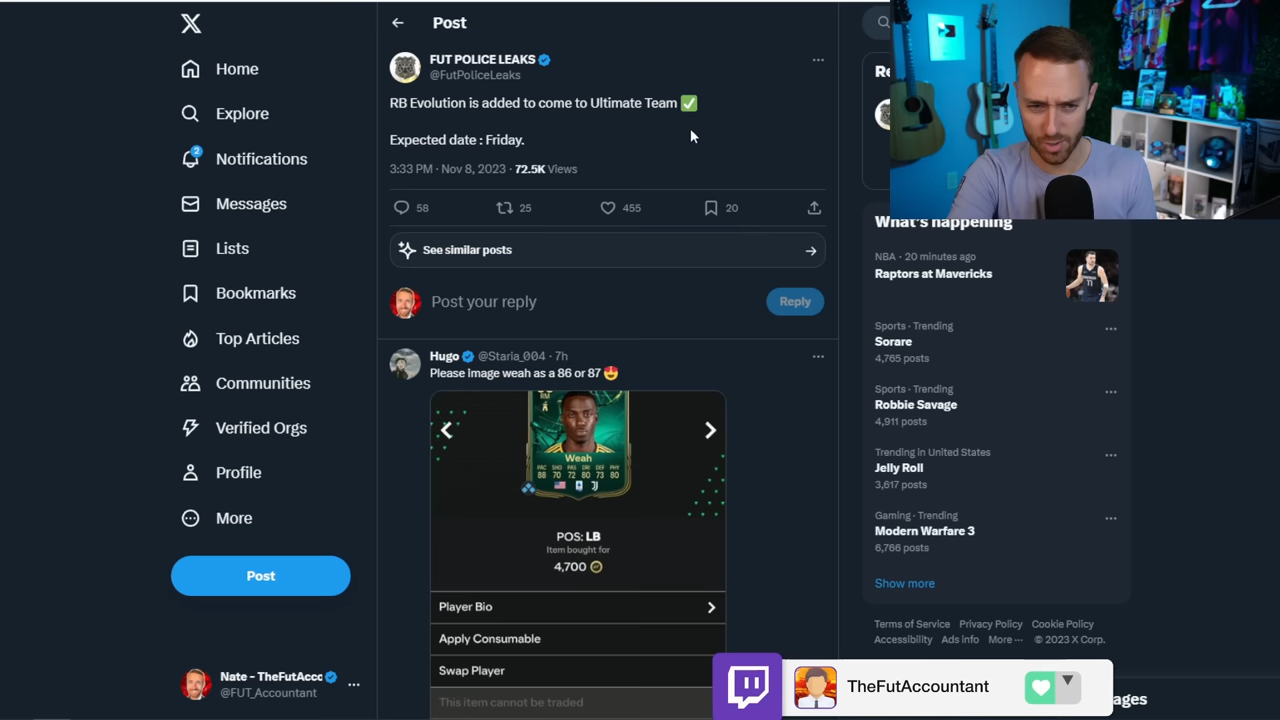 Home
Explore
2
Notifications
Messages
Lists
Bookmarks
Top Articles
Communities
Verified Orgs
Profile
More
Post
Nate - TheFutAccc
@FUT_Accountant
Post
FUT POLICE LEAKS
@FutPoliceLeaks
RB Evolution is added to come to Ultimate Team ✅
Expected date : Friday.
3:33 PM · Nov 8, 2023 · 72.5K Views
58 25 455 20
See similar posts
Post your reply
Reply
Hugo @Staria_004 · 7h
Please image weah as a 86 or 87 😍
RM
Weah
PAC SHO PAS DRI DEF PHY
88 70 72 80 73 80
POS: LB
Item bought for
4,700
Player Bio
Apply Consumable
Swap Player
This item cannot be traded
Re
What's happening
NBA · 20 minutes ago
Raptors at Mavericks
Sports · Trending
Sorare
4,765 posts
Sports · Trending
Robbie Savage
4,911 posts
Trending in United States
Jelly Roll
3,617 posts
Gaming · Trending
Modern Warfare 3
6,766 posts
Show more
Terms of Service Privacy Policy Cookie Policy
Accessibility Ads info More ··· © 2023 X Corp.
TheFutAccountant
ages